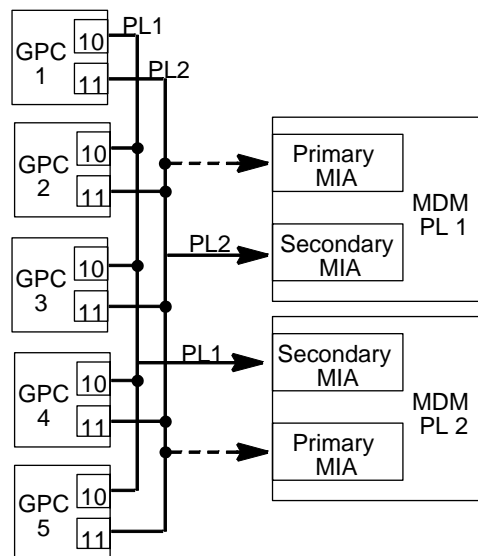 PL1
GPC
1
10
11
PL2
GPC
2
10
11
Primary
MIA
MDM
PL 1
PL2
Secondary
MIA
GPC
3
10
11
PL1
Secondary
MIA
MDM
PL 2
GPC
4
10
11
Primary
MIA
GPC
5
10
11